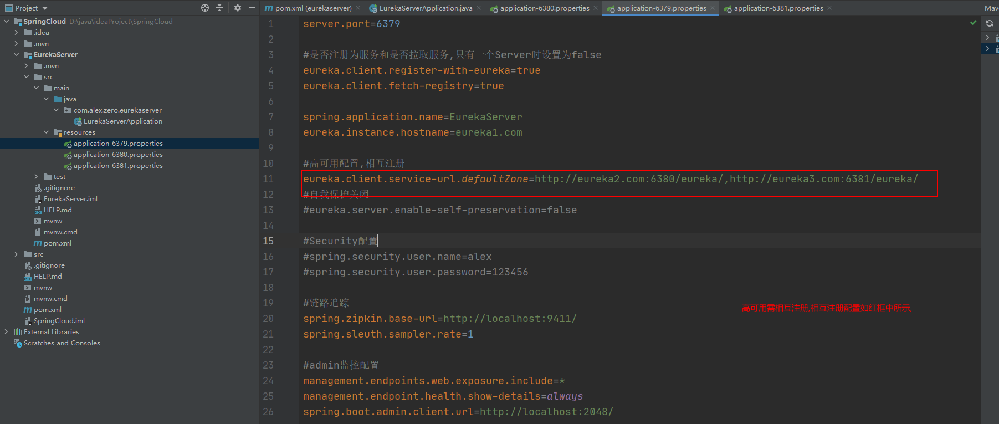 Project
pom.xml (eurekaserver)
EurekaServerApplication.java
application-6380.properties
application-6379.properties
application-6381.properties
SpringCloud D:\java\ideaProject\SpringCloud
.idea
.mvn
EurekaServer
.mvn
src
main
java
com.alex.zero.eurekaserver
EurekaServerApplication
resources
application-6379.properties
application-6380.properties
application-6381.properties
test
.gitignore
EurekaServer.iml
HELP.md
mvnw
mvnw.cmd
pom.xml
src
.gitignore
HELP.md
mvnw
mvnw.cmd
pom.xml
SpringCloud.iml
External Libraries
Scratches and Consoles
1 server.port=6379
2
3 #是否注册为服务和是否拉取服务,只有一个Server时设置为false
4 eureka.client.register-with-eureka=true
5 eureka.client.fetch-registry=true
6
7 spring.application.name=EurekaServer
8 eureka.instance.hostname=eureka1.com
9
10 #高可用配置,相互注册
11 eureka.client.service-url.defaultZone=http://eureka2.com:6380/eureka/,http://eureka3.com:6381/eureka/
12 #自我保护关闭
13 #eureka.server.enable-self-preservation=false
14
15 #Security配置
16 #spring.security.user.name=alex
17 #spring.security.user.password=123456
18
19 #链路追踪
高可用需相互注册,相互注册配置如红框中所示,
20 spring.zipkin.base-url=http://localhost:9411/
21 spring.sleuth.sampler.rate=1
22
23 #admin监控配置
24 management.endpoints.web.exposure.include=*
25 management.endpoint.health.show-details=always
26 spring.boot.admin.client.url=http://localhost:2048/